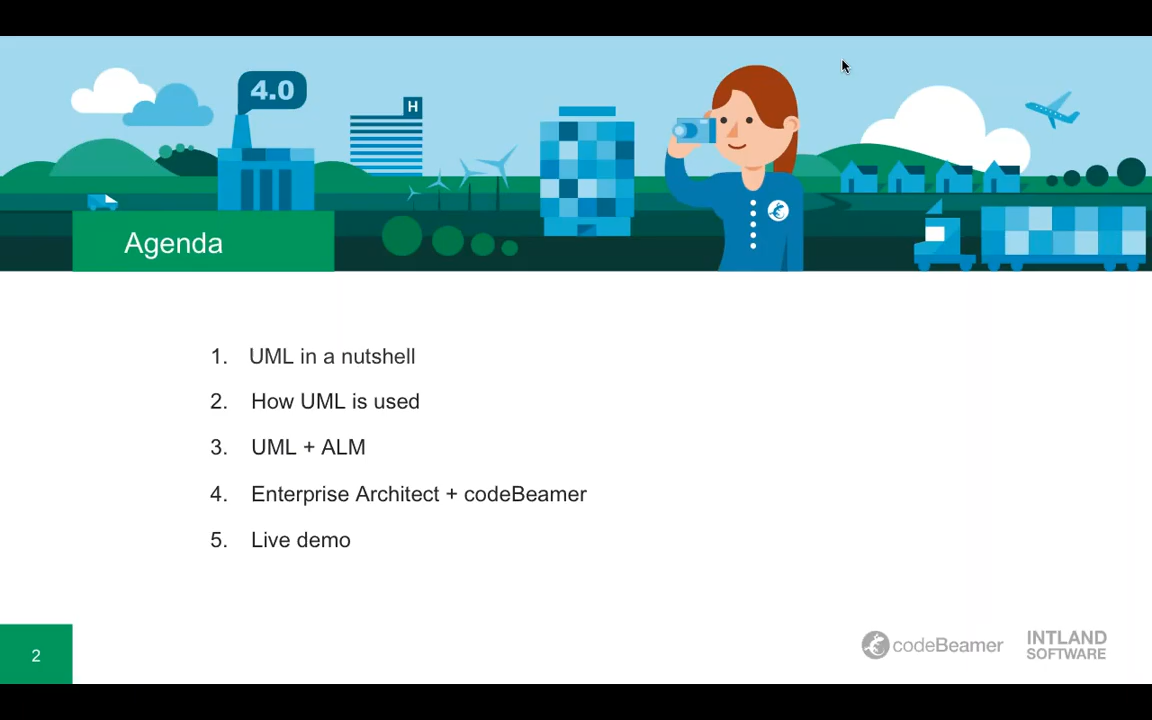 4.0
H
Agenda
1. UML in a nutshell
2. How UML is used
3. UML + ALM
4. Enterprise Architect + codeBeamer
5. Live demo
2
codeBeamer
INTLAND
SOFTWARE